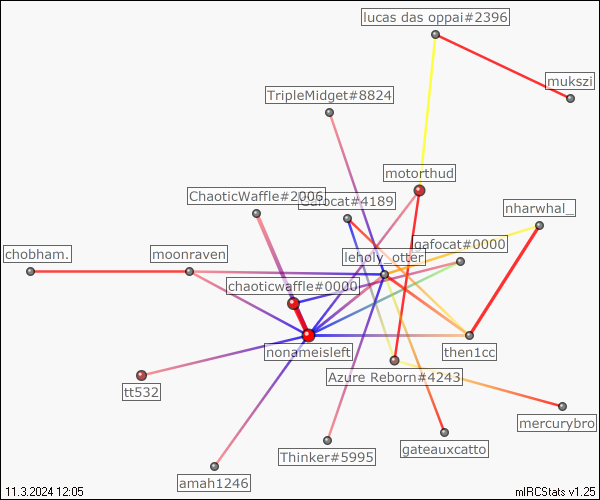 lucas das oppai#2396
mukszi
TripleMidget#8824
motorthud
ChaoticWaffle#2006
Gafocat#4189
nharwhal_
chobham.
moonraven
leholy_otter
gafocat#0000
chaoticwaffle#0000
nonameisleft
then1cc
Azure Reborn#4243
tt532
mercurybro
gateauxcatto
Thinker#5995
amah1246
11.3.2024 12:05
mIRCStats v1.25